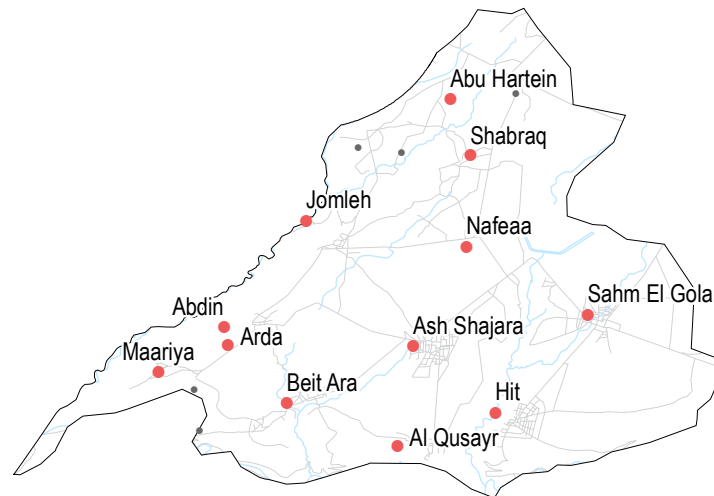 Abu Hartein
Shabraq
Jomleh
Nafeaa
Sahm El Gola
Abdin
Arda
Ash Shajara
Maariya
Beit Ara
Hit
Al Qusayr